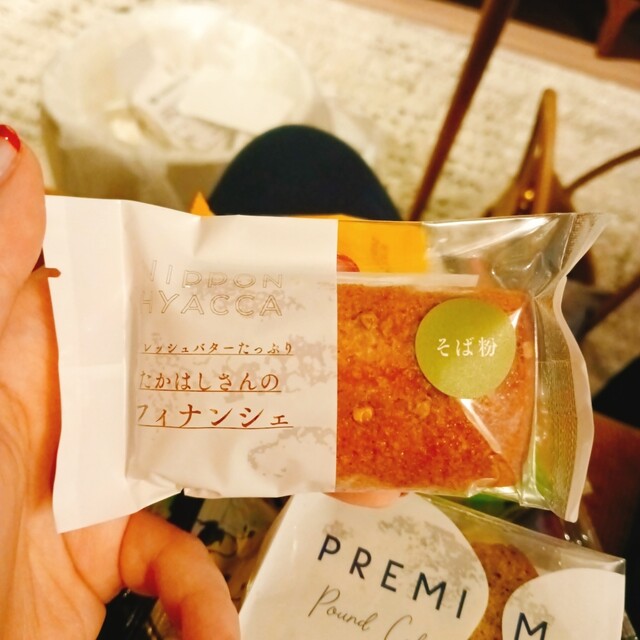 NIPPON
HYACCA
フレッシュバターたっぷり
たかはしさんの
フィナンシェ
そば粉
PREMI M
Pound